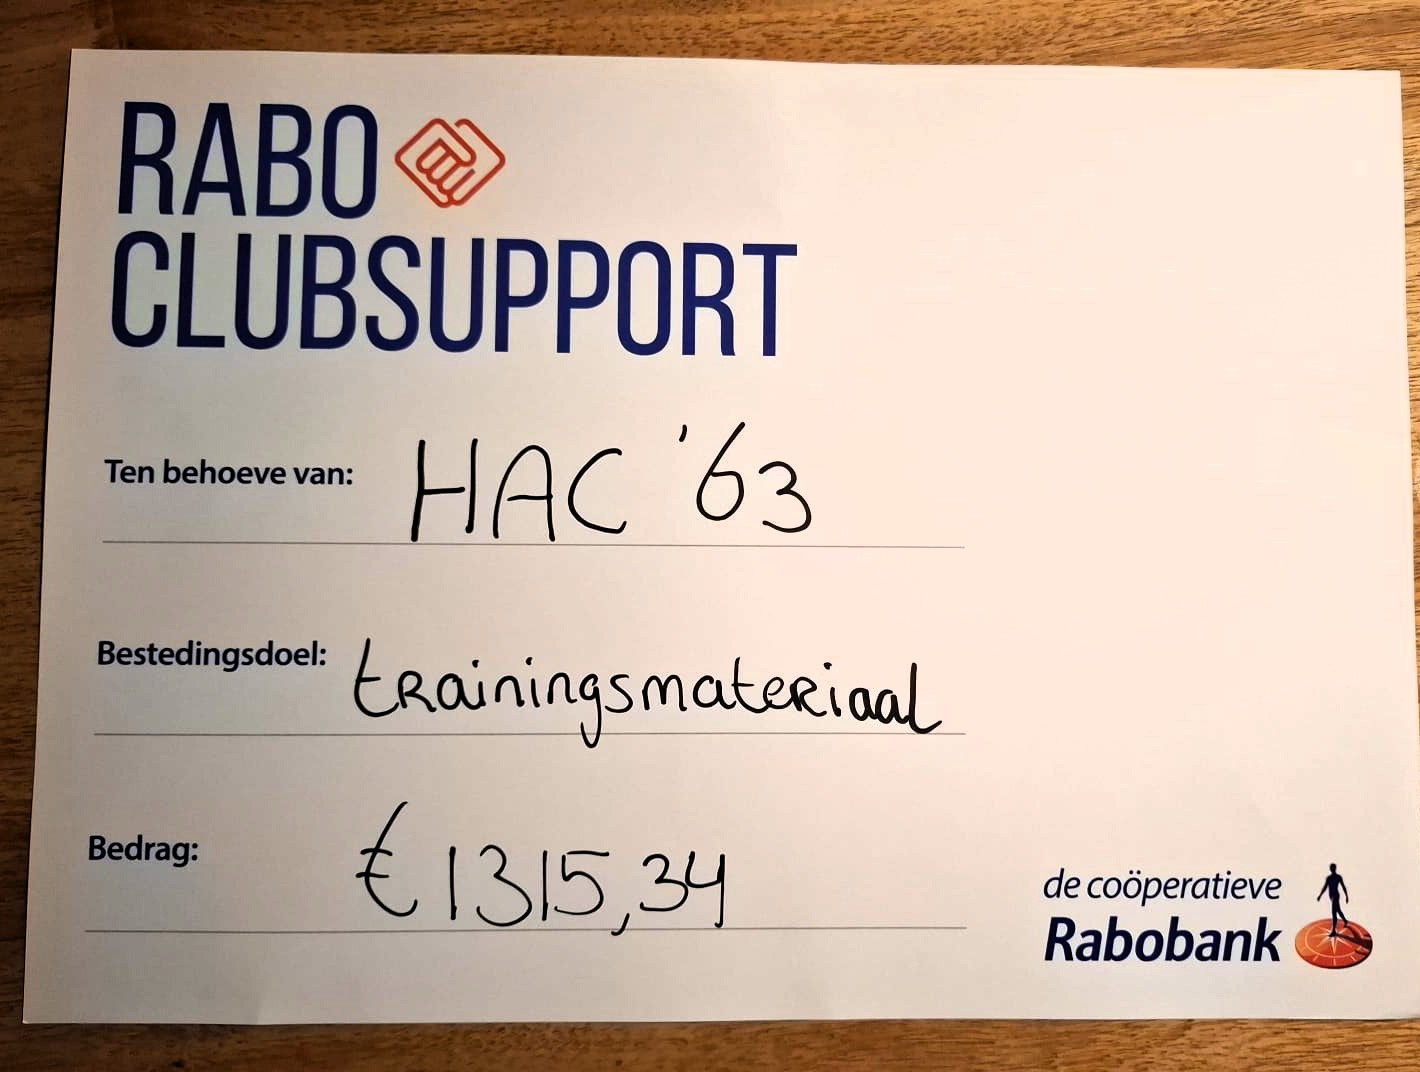 RABO
CLUBSUPPORT
Ten behoeve van: HAC '63
Bestedingsdoel: trainingsmateriaal
Bedrag: € 1315,34
de coöperatieve
Rabobank